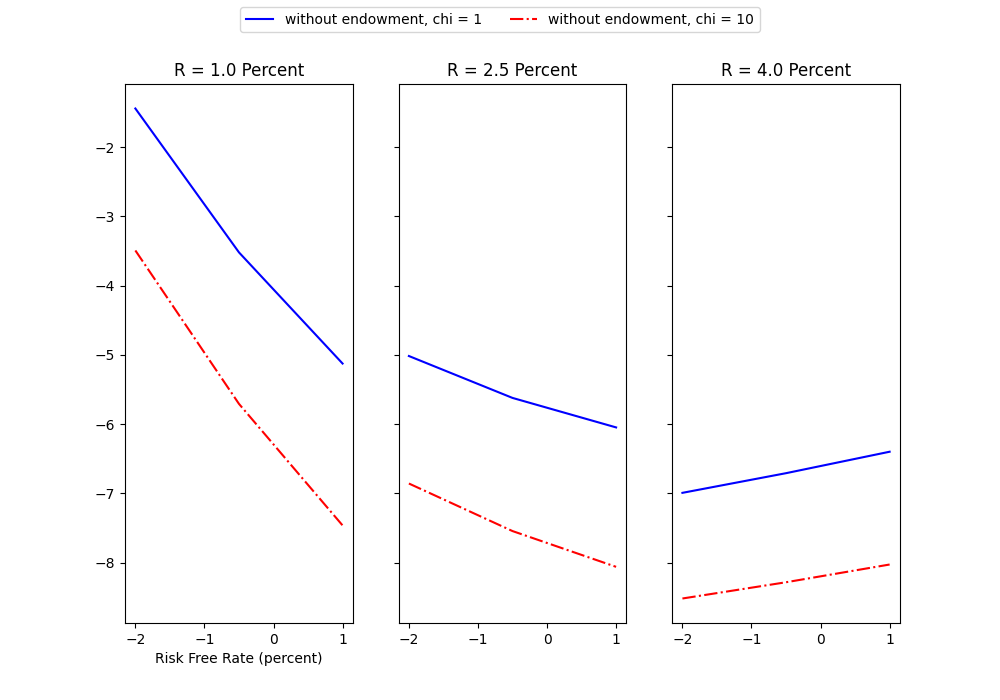 without endowment, chi = 1 without endowment, chi = 10
R = 1.0 Percent R = 2.5 Percent R = 4.0 Percent
−2
−3
−4
−5
−6
−7
−8
−2 −1 0 1 −2 −1 0 1 −2 −1 0 1
Risk Free Rate (percent)